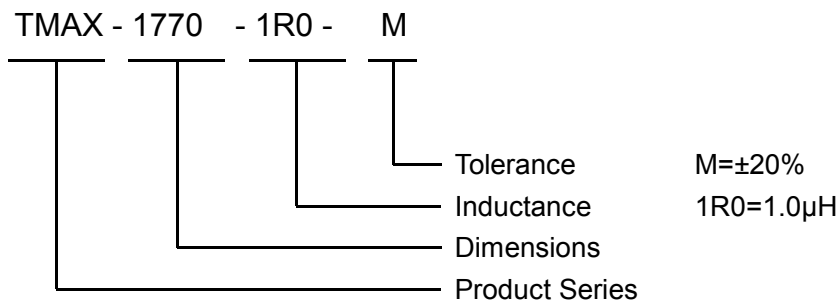 TMAX - 1770 - 1R0 - M
Tolerance M=±20%
Inductance 1R0=1.0µH
Dimensions
Product Series